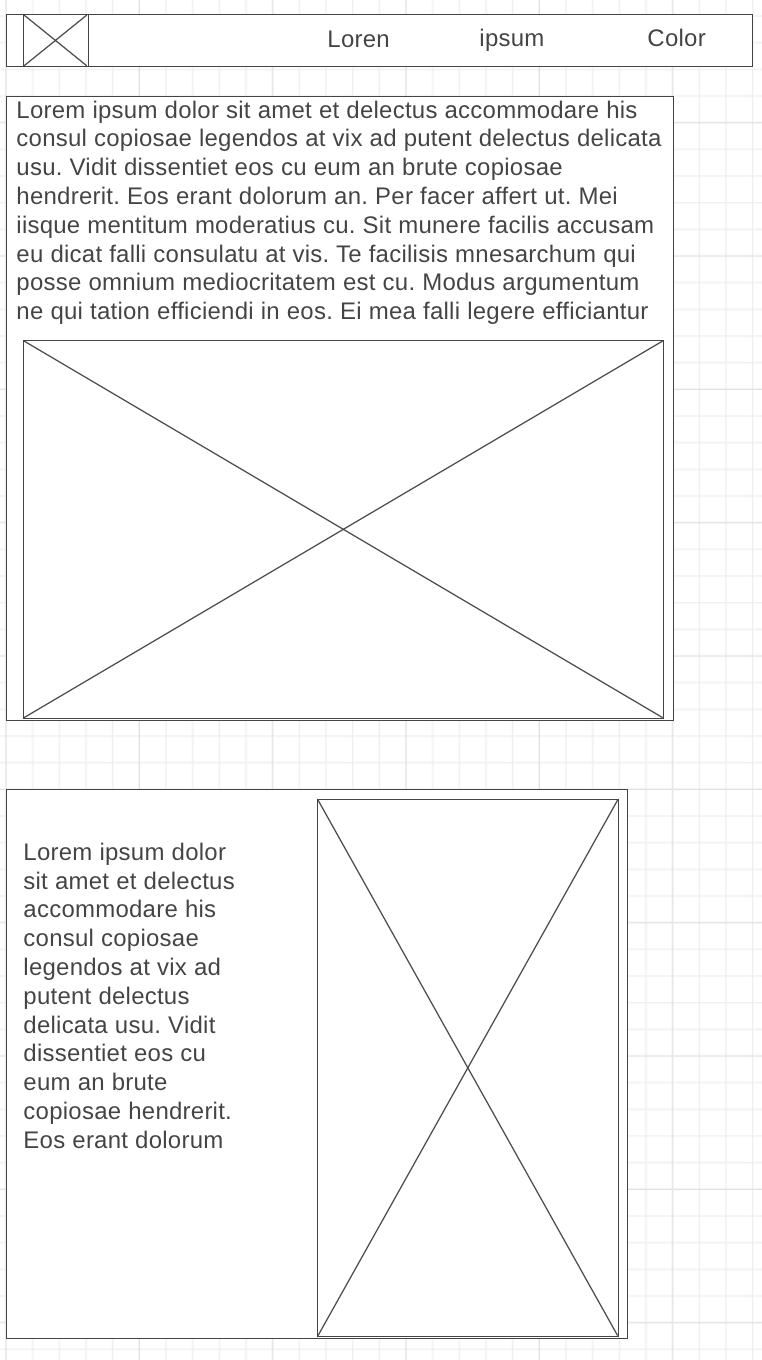 Loren ipsum Color
Lorem ipsum dolor sit amet et delectus accommodare his
consul copiosae legendos at vix ad putent delectus delicata
usu. Vidit dissentiet eos cu eum an brute copiosae
hendrerit. Eos erant dolorum an. Per facer affert ut. Mei
iisque mentitum moderatius cu. Sit munere facilis accusam
eu dicat falli consulatu at vis. Te facilisis mnesarchum qui
posse omnium mediocritatem est cu. Modus argumentum
ne qui tation efficiendi in eos. Ei mea falli legere efficiantur
Lorem ipsum dolor
sit amet et delectus
accommodare his
consul copiosae
legendos at vix ad
putent delectus
delicata usu. Vidit
dissentiet eos cu
eum an brute
copiosae hendrerit.
Eos erant dolorum